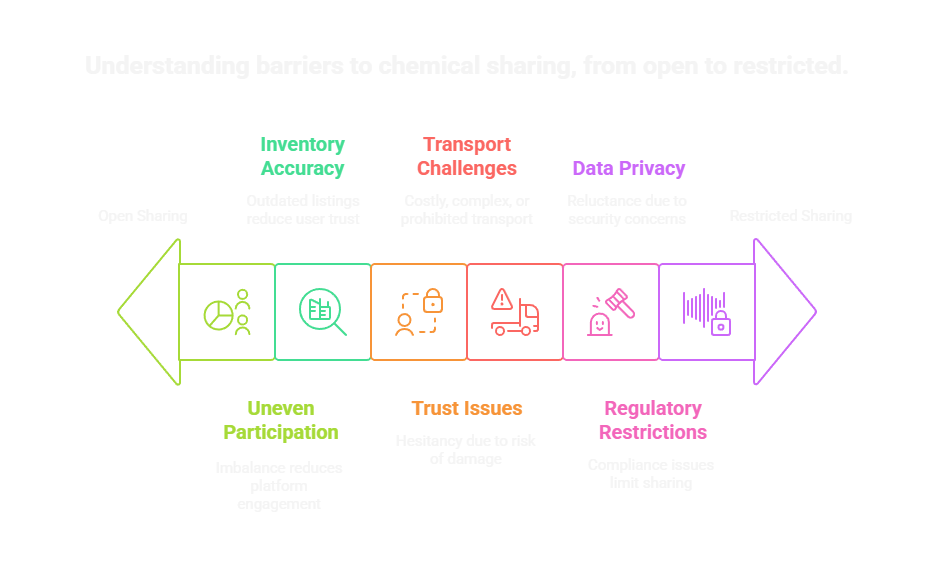 Understanding barriers to chemical sharing, from open to restricted.
Inventory
Accuracy
Outdated listings
reduce user trust
Transport
Challenges
Costly, complex, or
prohibited transport
Data Privacy
Reluctance due to
security concerns
Open Sharing
Restricted Sharing
Uneven
Participation
Imbalance reduces
platform
engagement
Trust Issues
Hesitancy due to risk
of damage
Regulatory
Restrictions
Compliance issues
limit sharing